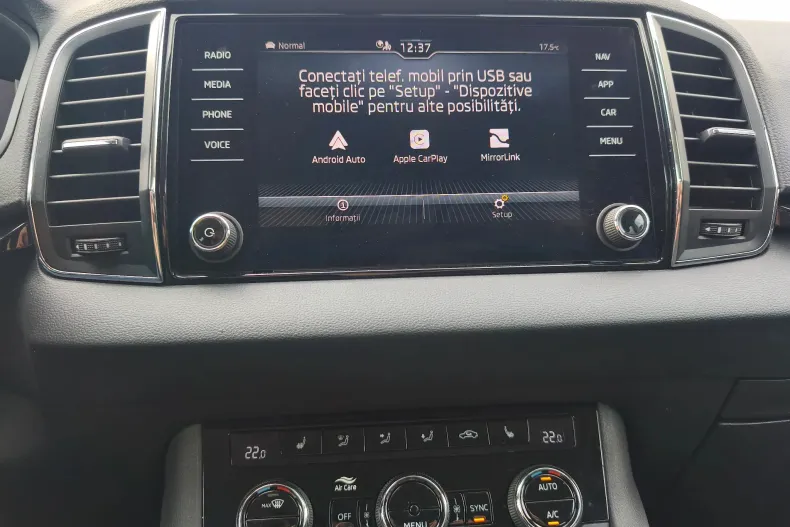 RADIO
MEDIA
PHONE
VOICE
Normal
12:37
17.5°C
Conectați telef. mobil prin USB sau
faceți clic pe "Setup" - "Dispozitive
mobile" pentru alte posibilități.
Android Auto
Apple CarPlay
MirrorLink
Informații
Setup
NAV
APP
CAR
MENU
22.0
22.0
MAX
Air Care
OFF
MENU
SYNC
AUTO
A/C